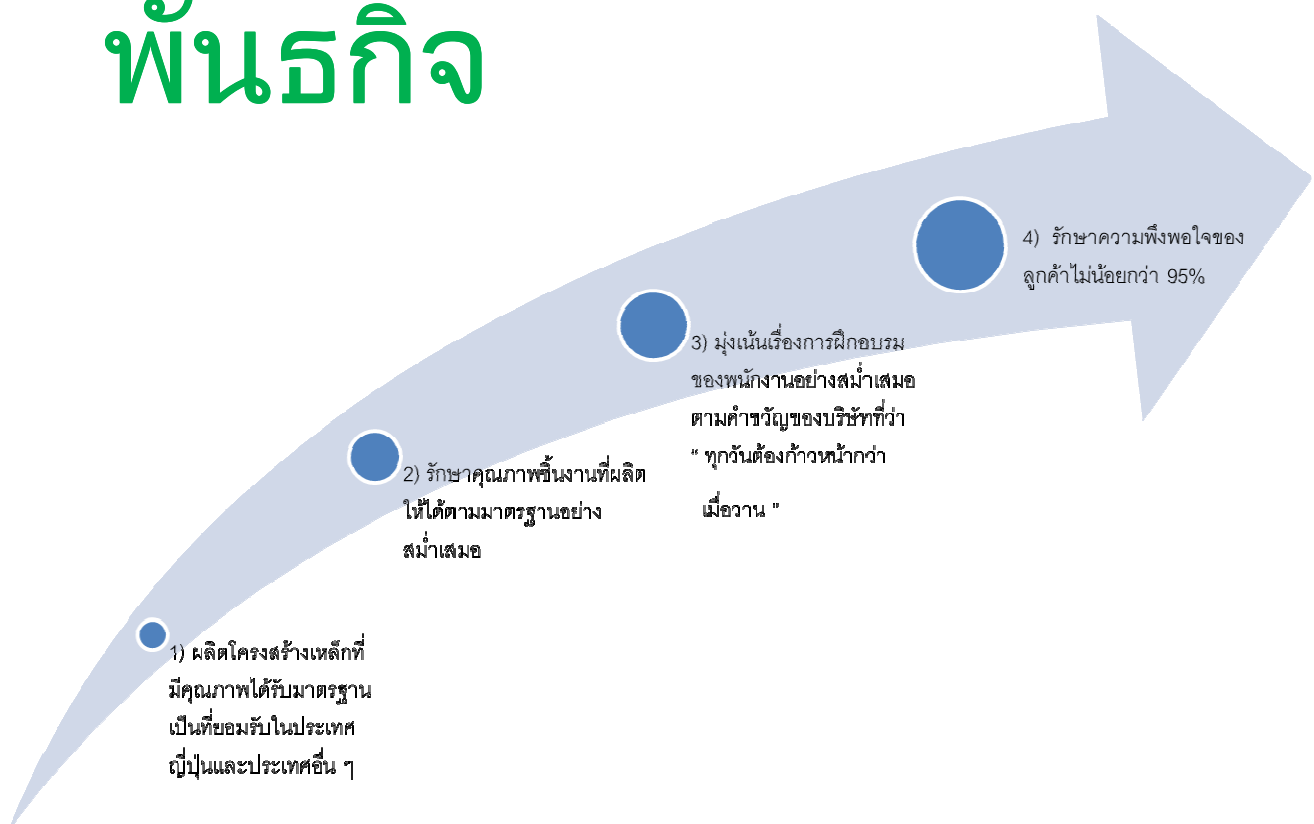 พันธกิจ
1) ผลิตโครงสร้างเหล็กที่
มีคุณภาพได้รับมาตรฐาน
เป็นที่ยอมรับในประเทศ
ญี่ปุ่นและประเทศอื่น ๆ
2) รักษาคุณภาพชิ้นงานที่ผลิต
ให้ได้ตามมาตรฐานอย่าง
สม่ำเสมอ
3) มุ่งเน้นเรื่องการฝึกอบรม
ของพนักงานอย่างสม่ำเสมอ
ตามคำขวัญของบริษัทที่ว่า
“ ทุกวันต้องก้าวหน้ากว่า
เมื่อวาน ”
4) รักษาความพึงพอใจของ
ลูกค้าไม่น้อยกว่า 95%